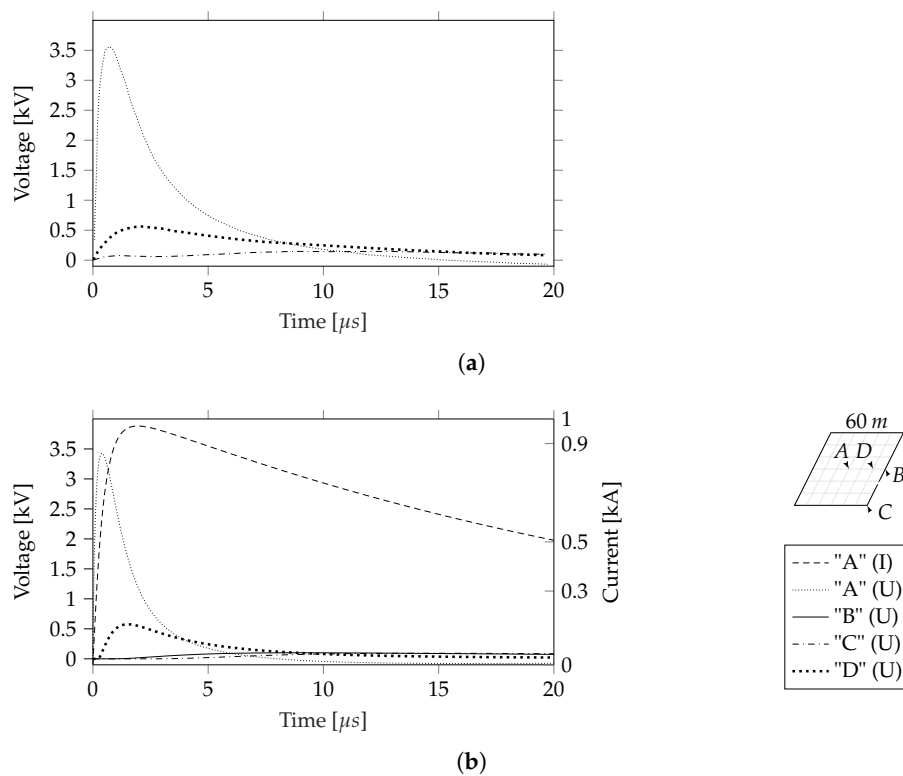 3.5
3
2.5
2
1.5
1
0.5
0
Voltage [kV]
0 5 10 15 20
Time [μs]
(a)
3.5
3
2.5
2
1.5
1
0.5
0
Voltage [kV]
1
0.9
0.5
0.3
0
Current [kA]
0 5 10 15 20
Time [μs]
(b)
60 m
A D
B
C
"A" (I)
"A" (U)
"B" (U)
"C" (U)
"D" (U)